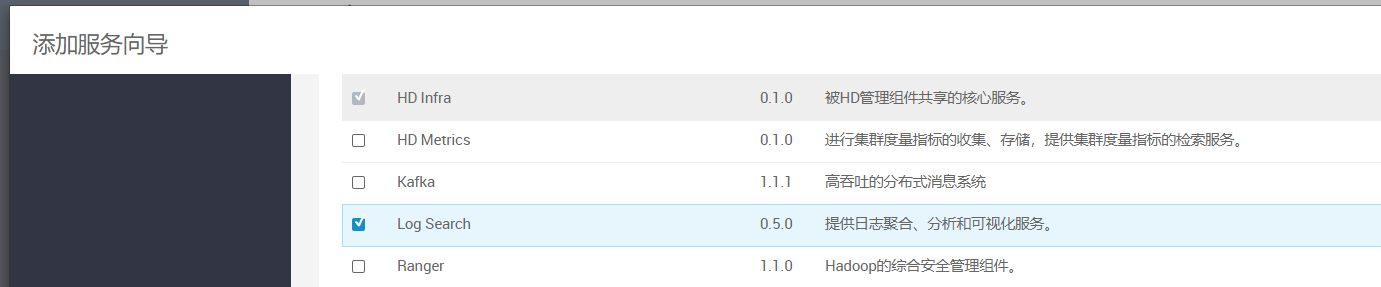 添加服务向导
HD Infra 0.1.0 被HD管理组件共享的核心服务。
HD Metrics 0.1.0 进行集群度量指标的收集、存储，提供集群度量指标的检索服务。
Kafka 1.1.1 高吞吐的分布式消息系统
Log Search 0.5.0 提供日志聚合、分析和可视化服务。
Ranger 1.1.0 Hadoop的综合安全管理组件。